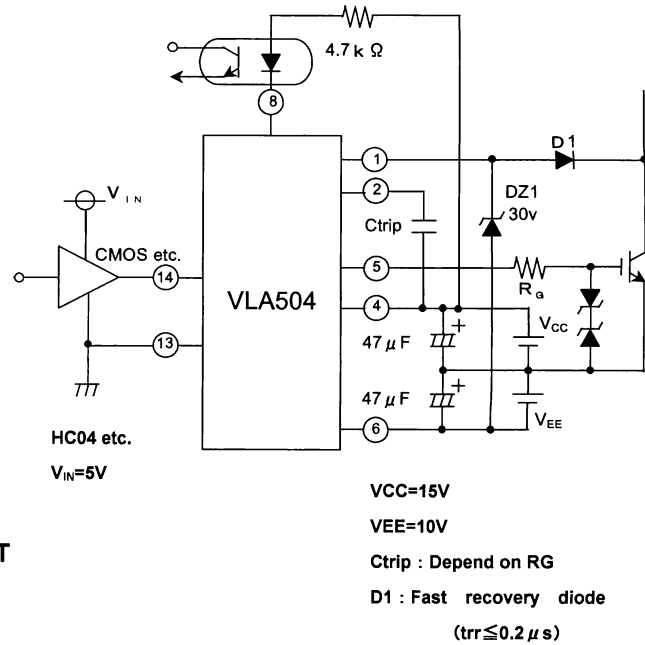 4.7k Ω
8
1
D1
2
DZ1
30v
V IN
Ctrip
CMOS etc.
14
5
RG
VLA504
4
13
47μF
+
VCC
47μF
+
VEE
6
HC04 etc.
VIN=5V
VCC=15V
VEE=10V
T
Ctrip : Depend on RG
D1 : Fast recovery diode
(trr≦0.2μs)